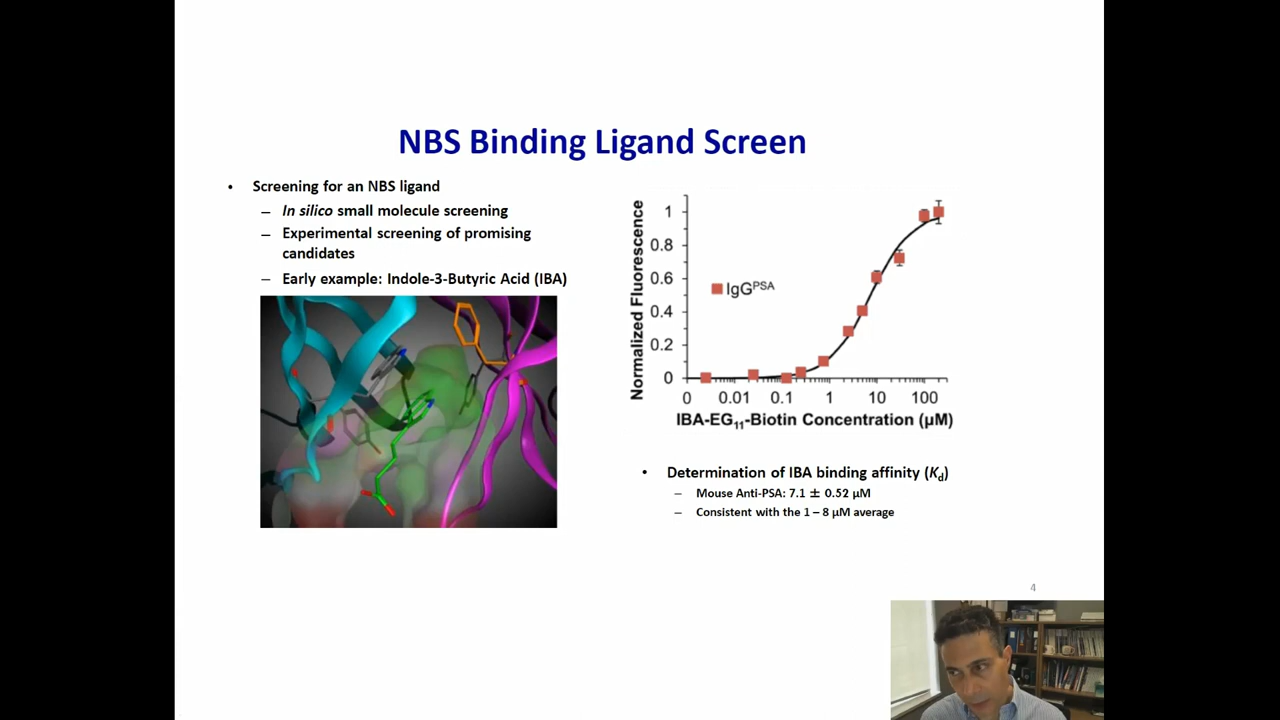 NBS Binding Ligand Screen
• Screening for an NBS ligand
– In silico small molecule screening
– Experimental screening of promising
candidates
– Early example: Indole-3-Butyric Acid (IBA)
Normalized Fluorescence
1
0.8
0.6
0.4
0.2
0
IgGPSA
0 0.01 0.1 1 10 100
IBA-EG11-Biotin Concentration (µM)
• Determination of IBA binding affinity (Kd)
– Mouse Anti-PSA: 7.1 ± 0.52 µM
– Consistent with the 1 – 8 µM average
4